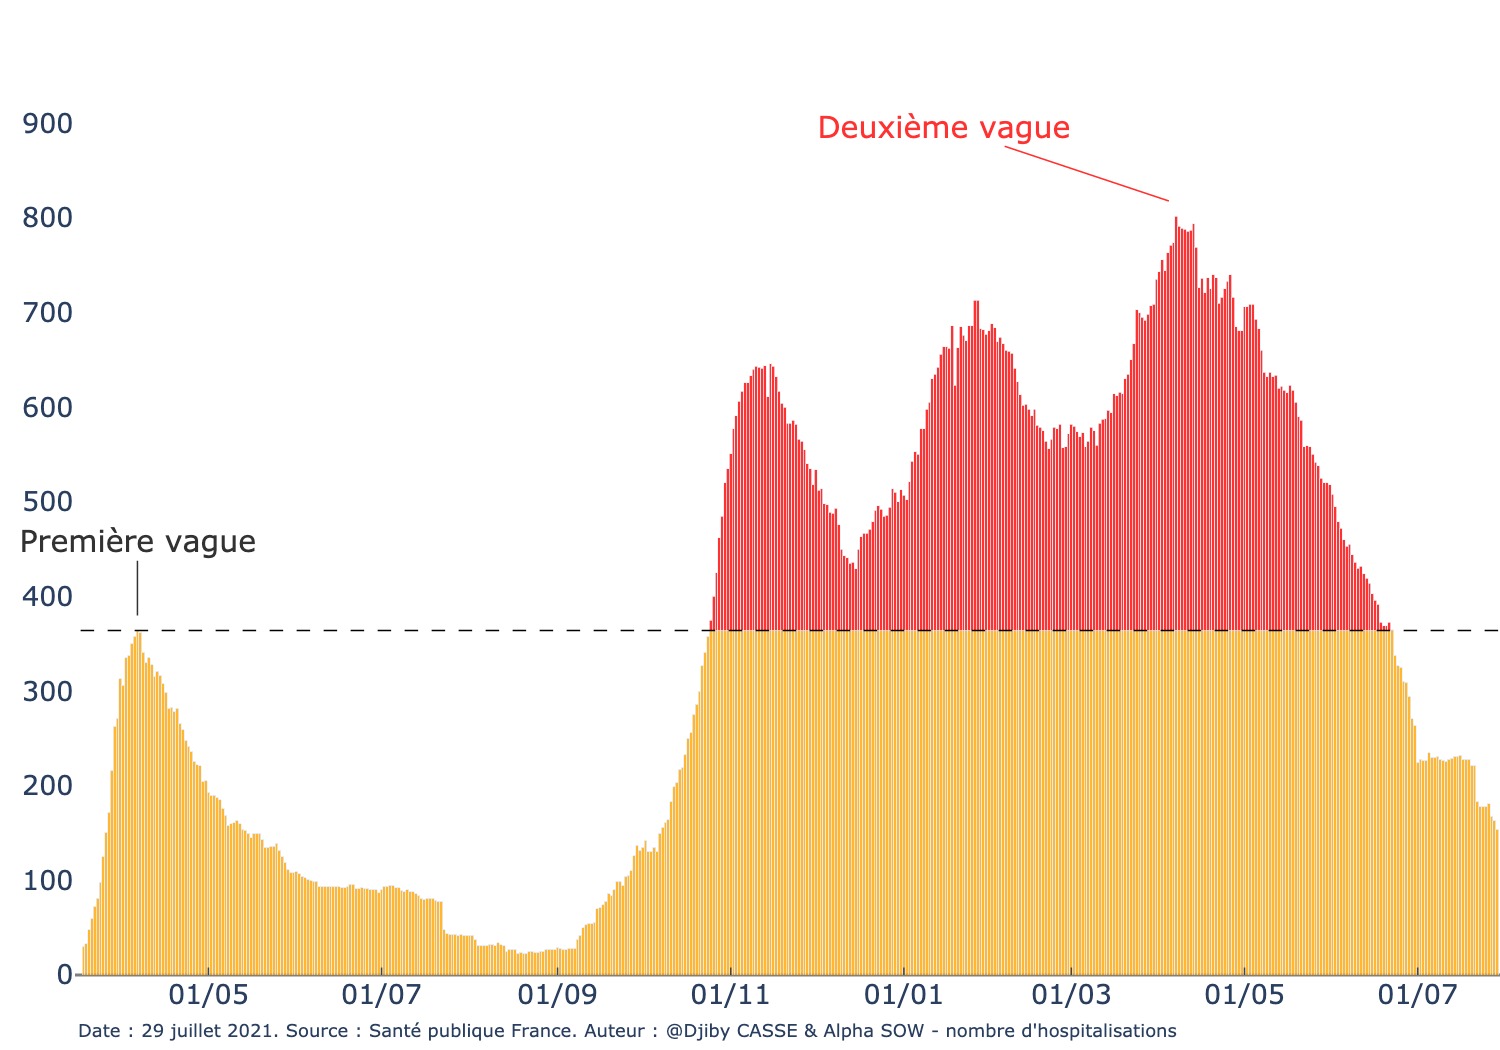 900
Deuxième vague
800
700
600
500
Première vague
400
300
200
100
0
01/05 01/07 01/09 01/11 01/01 01/03 01/05 01/07
Date : 29 juillet 2021. Source : Santé publique France. Auteur : @Djiby CASSE & Alpha SOW - nombre d'hospitalisations